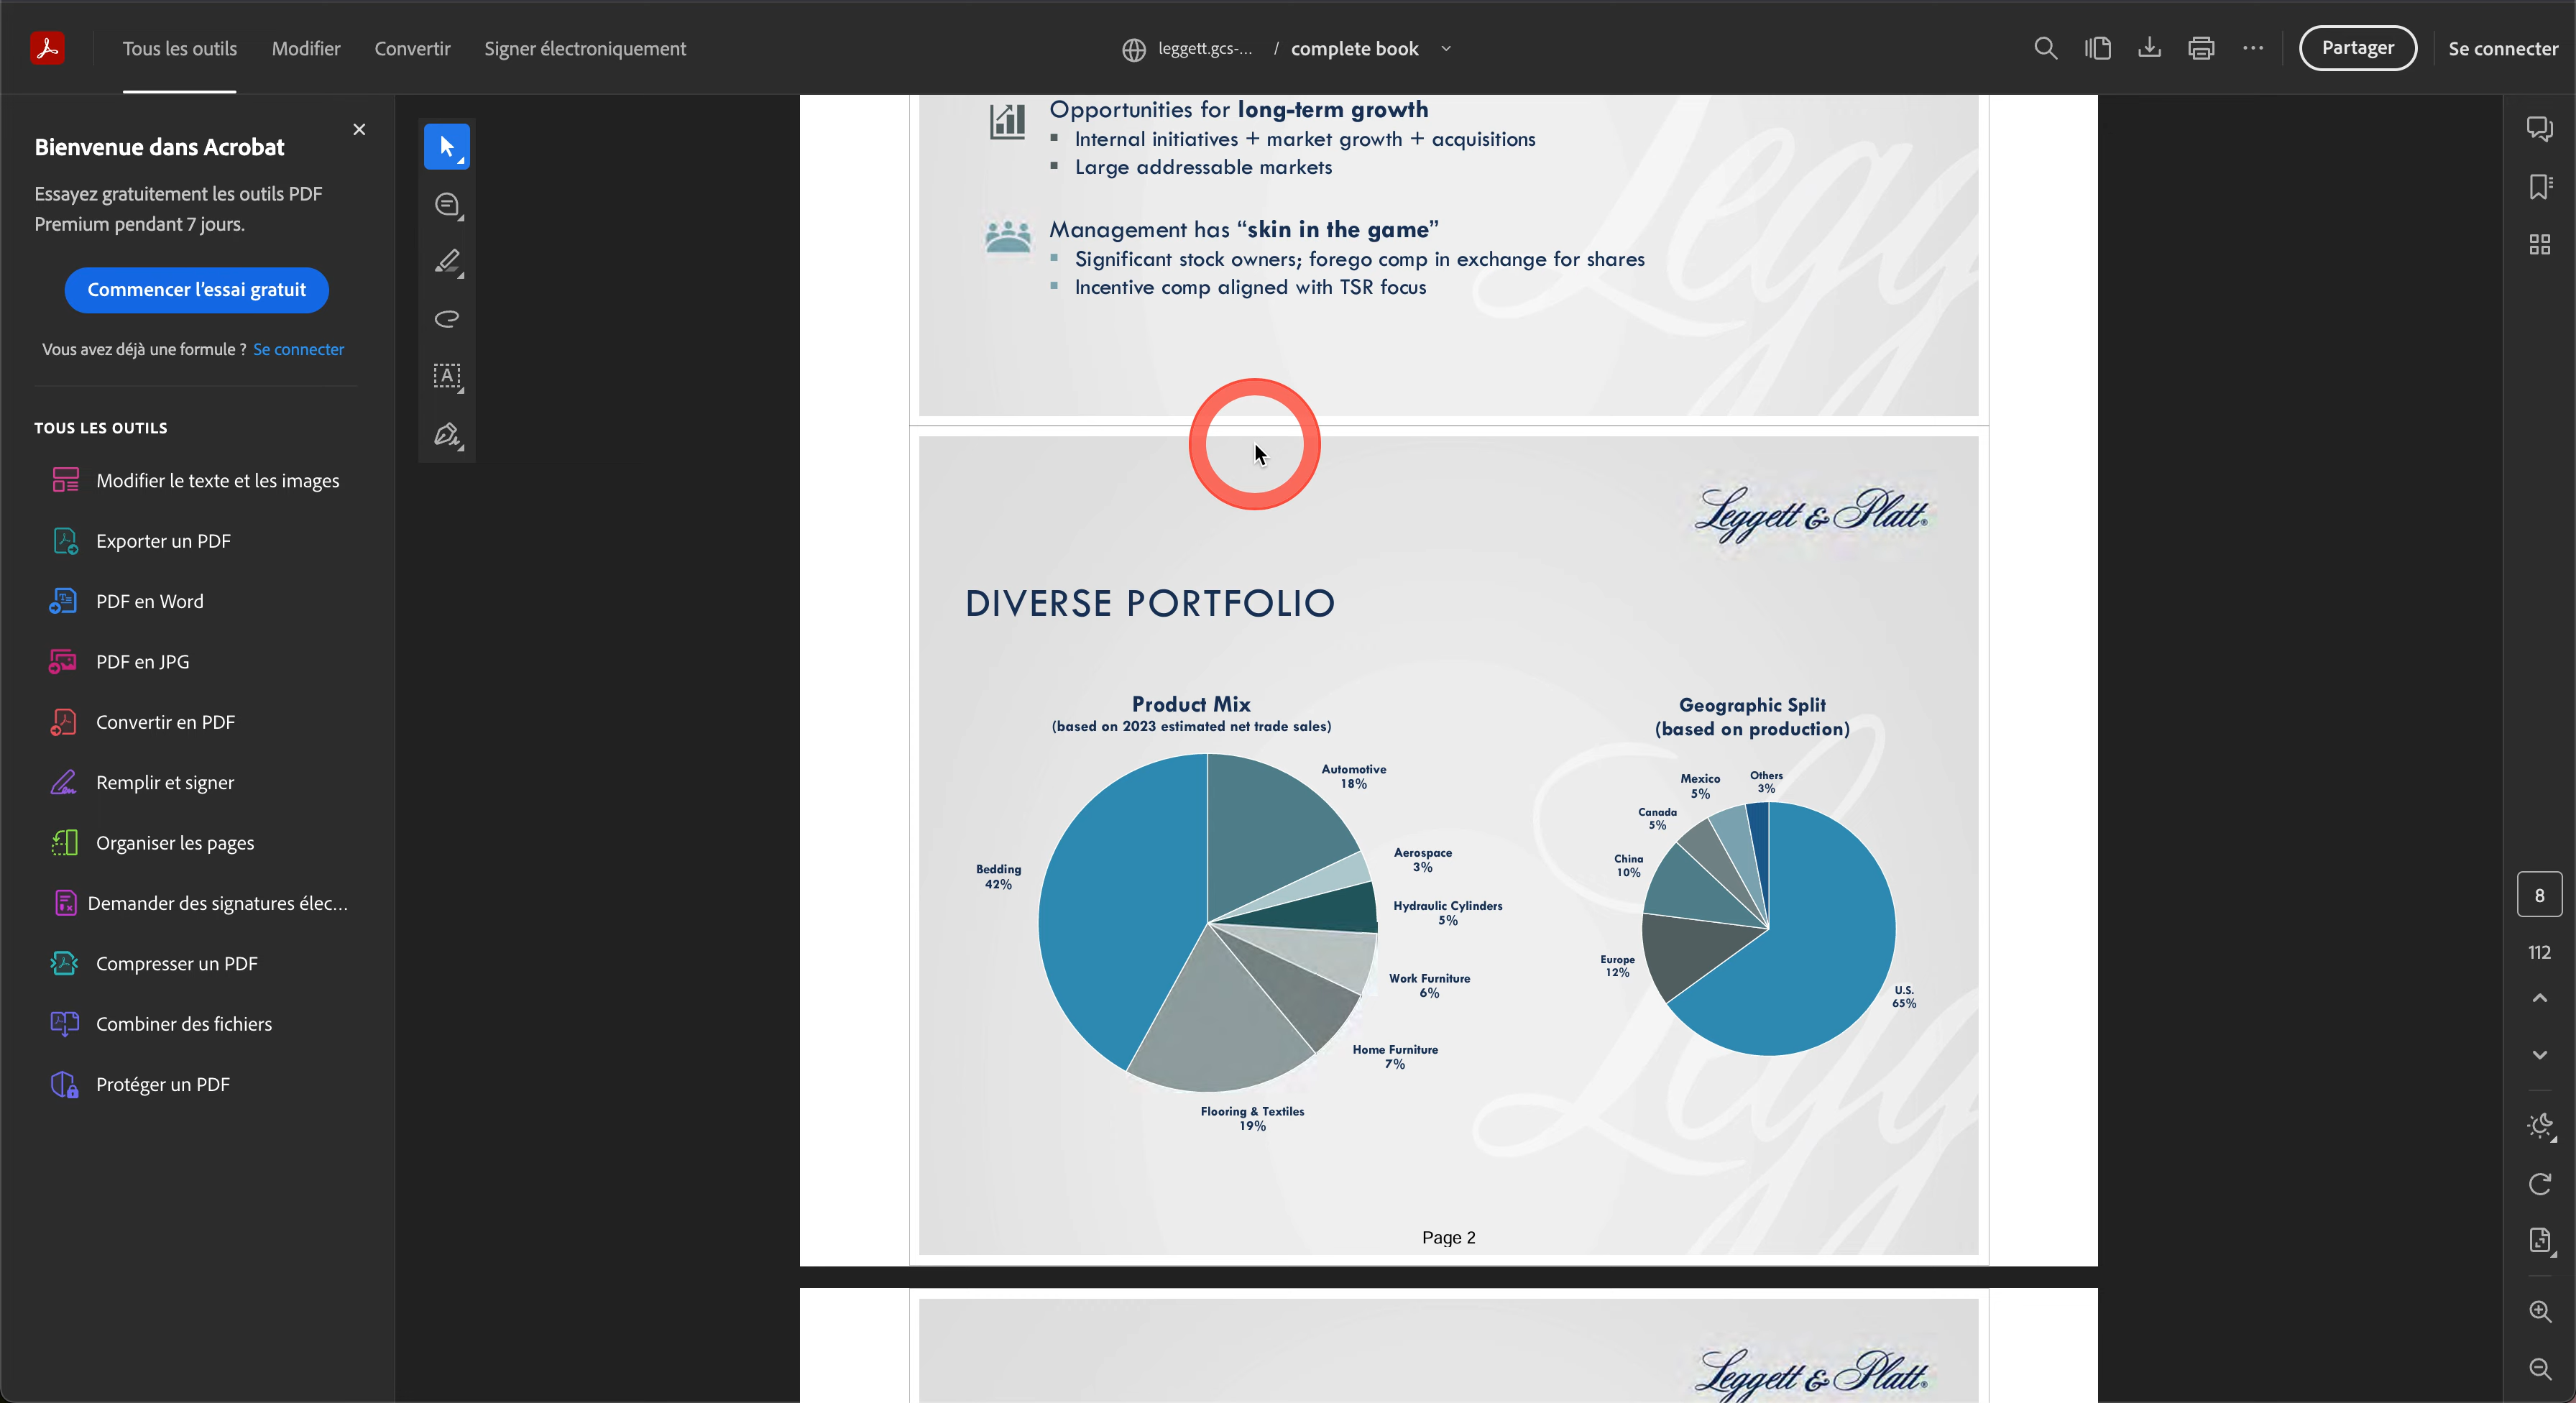 Tous les outils
Modifier
Convertir
Signer électroniquement
leggett.gcs-... / complete book
Partager
Se connecter
Bienvenue dans Acrobat
Essayez gratuitement les outils PDF
Premium pendant 7 jours.
Commencer l’essai gratuit
Vous avez déjà une formule ? Se connecter
TOUS LES OUTILS
Modifier le texte et les images
Exporter un PDF
PDF en Word
PDF en JPG
Convertir en PDF
Remplir et signer
Organiser les pages
Demander des signatures élec...
Compresser un PDF
Combiner des fichiers
Protéger un PDF
Opportunities for long-term growth
▪ Internal initiatives + market growth + acquisitions
▪ Large addressable markets
Management has “skin in the game”
▪ Significant stock owners; forego comp in exchange for shares
▪ Incentive comp aligned with TSR focus
Leggett & Platt®
DIVERSE PORTFOLIO
Product Mix
(based on 2023 estimated net trade sales)
Automotive
18%
Aerospace
3%
Hydraulic Cylinders
5%
Work Furniture
6%
Home Furniture
7%
Flooring & Textiles
19%
Bedding
42%
Geographic Split
(based on production)
Others
3%
Mexico
5%
Canada
5%
China
10%
Europe
12%
U.S.
65%
Page 2
Leggett & Platt®
8
112